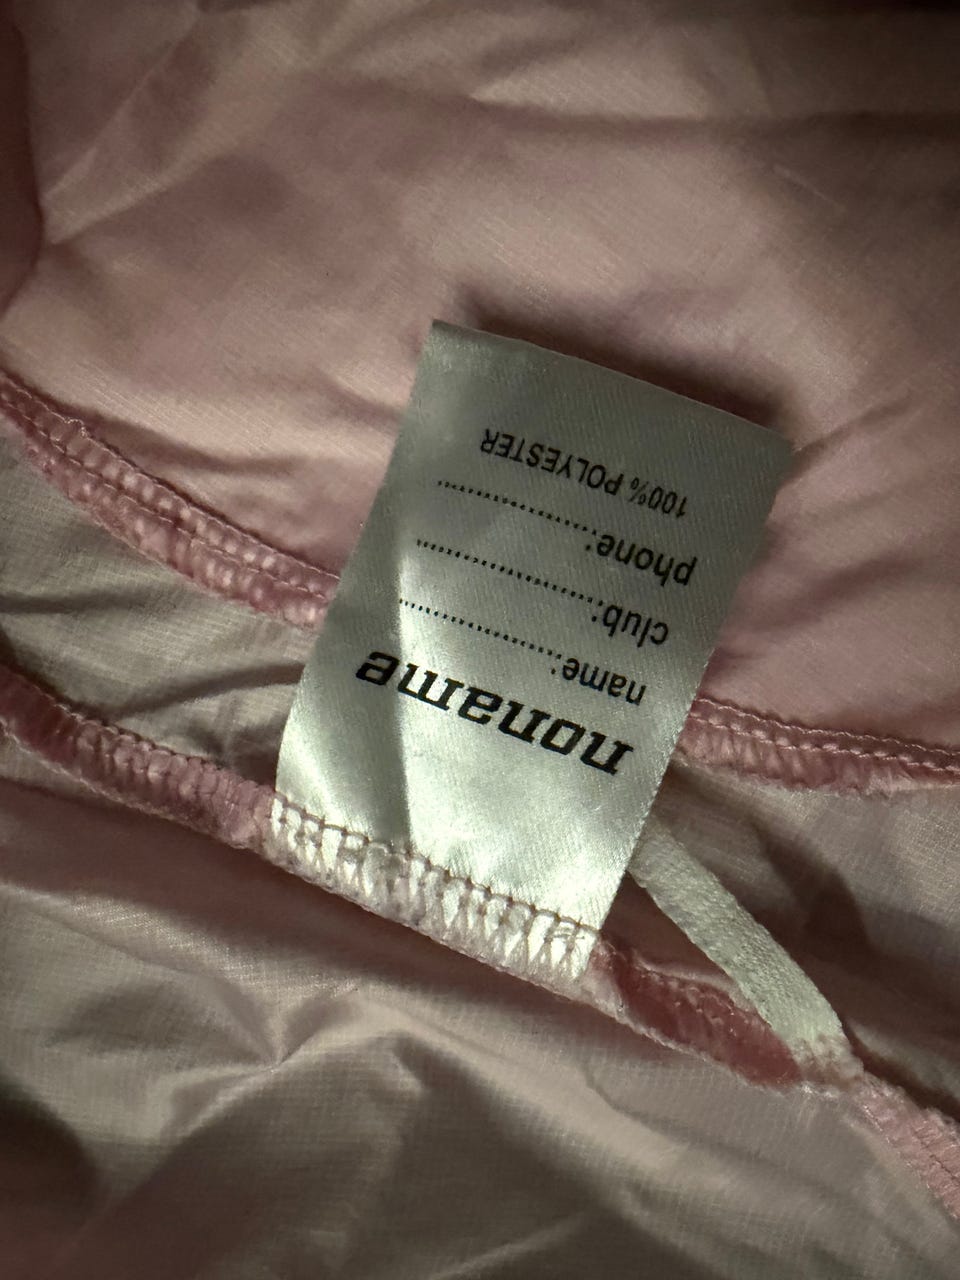 noname
name:..............
club:..............
phone:..............
100% POLYESTER